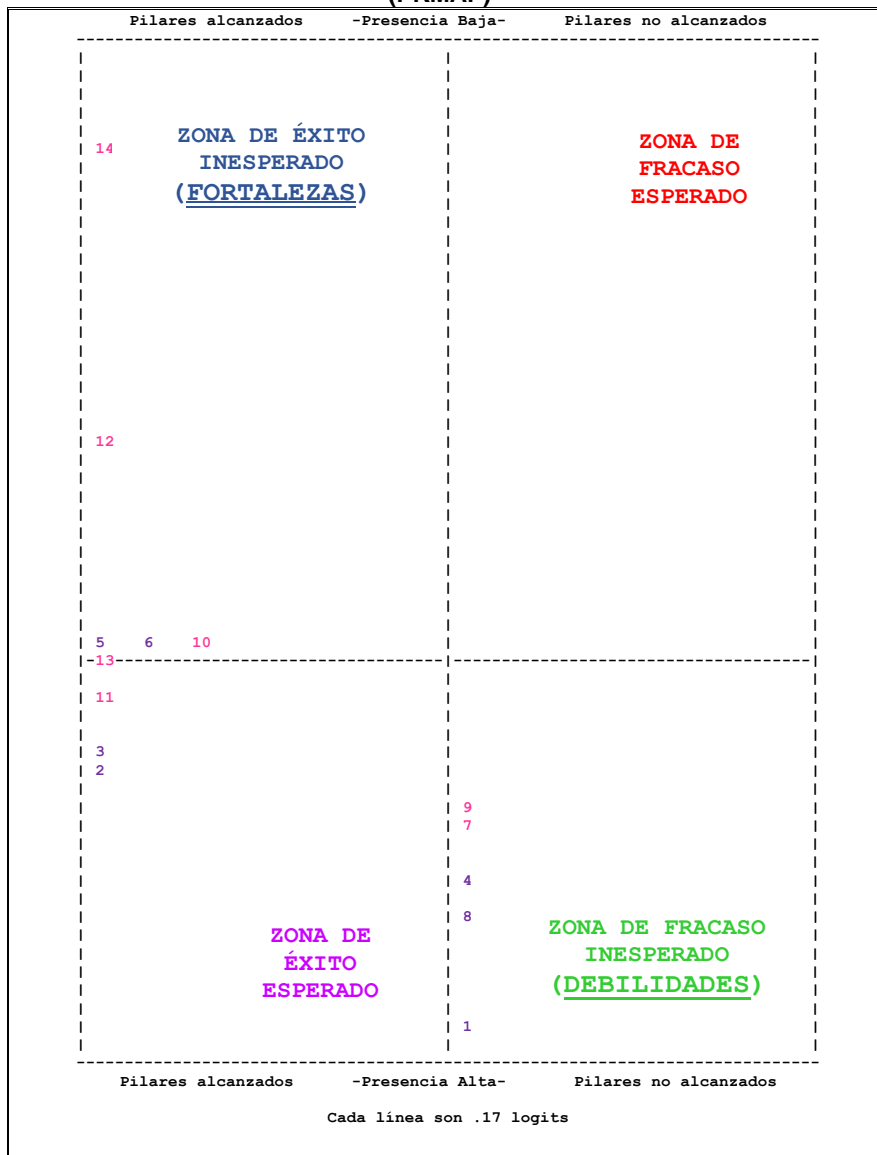 Pilares alcanzados -Presencia Baja- Pilares no alcanzados
ZONA DE ÉXITO
INESPERADO
(FORTALEZAS)
ZONA DE
FRACASO
ESPERADO
14
12
5 6 10
13
11
3
2
9
7
4
8
ZONA DE
ÉXITO
ESPERADO
ZONA DE FRACASO
INESPERADO
(DEBILIDADES)
1
Pilares alcanzados -Presencia Alta- Pilares no alcanzados
Cada línea son .17 logits